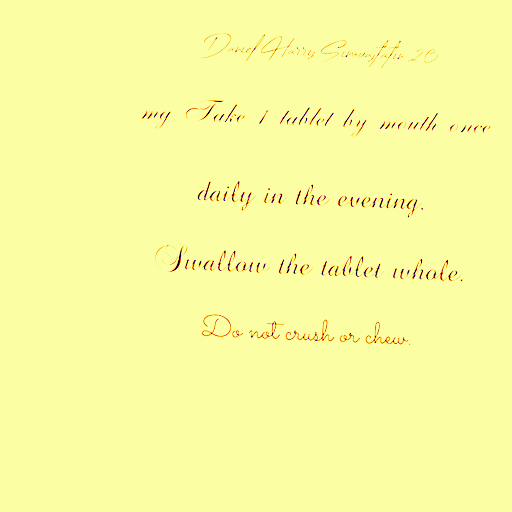 Daniel Harry Simvastatin 20
my Take 1 tablet by mouth once
daily in the evening.
Swallow the tablet whole.
Do not crush or chew.